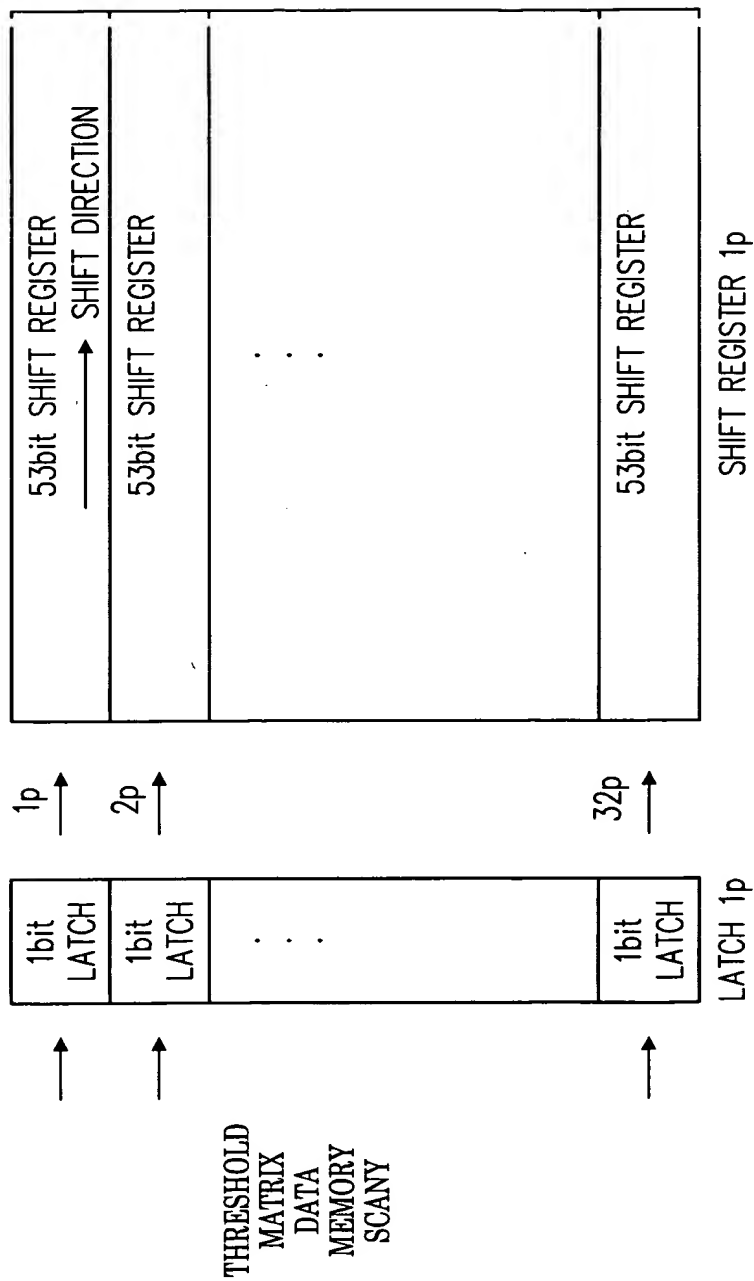 THRESHOLD
MATRIX
DATA
MEMORY
SCANY
1bit
LATCH
1bit
LATCH
. . .
1bit
LATCH
LATCH 1p
1p
2p
32p
53bit SHIFT REGISTER
SHIFT DIRECTION
53bit SHIFT REGISTER
. . .
53bit SHIFT REGISTER
SHIFT REGISTER 1p